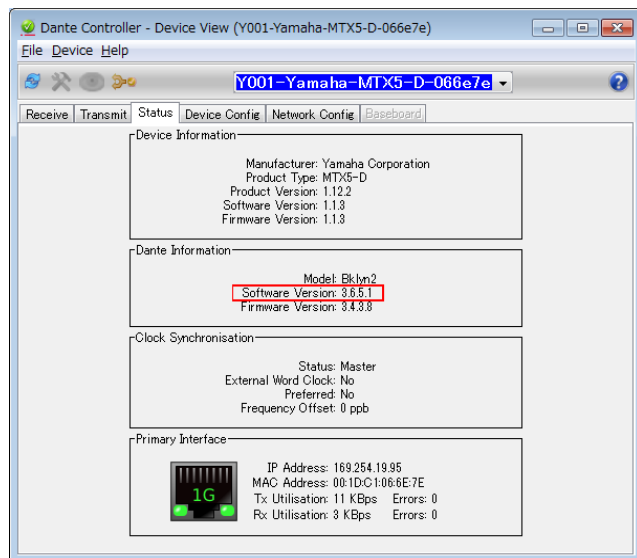 Dante Controller - Device View (Y001-Yamaha-MTX5-D-066e7e)
File Device Help
Y001-Yamaha-MTX5-D-066e7e
Receive Transmit Status Device Config Network Config Baseboard
Device Information
Manufacturer: Yamaha Corporation
Product Type: MTX5-D
Product Version: 1.12.2
Software Version: 1.1.3
Firmware Version: 1.1.3
Dante Information
Model: Bklyn2
Software Version: 3.6.5.1
Firmware Version: 3.4.3.8
Clock Synchronisation
Status: Master
External Word Clock: No
Preferred: No
Frequency Offset: 0 ppb
Primary Interface
1G
IP Address: 169.254.19.95
MAC Address: 00:1D:C1:06:6E:7E
Tx Utilisation: 11 KBps Errors: 0
Rx Utilisation: 3 KBps Errors: 0